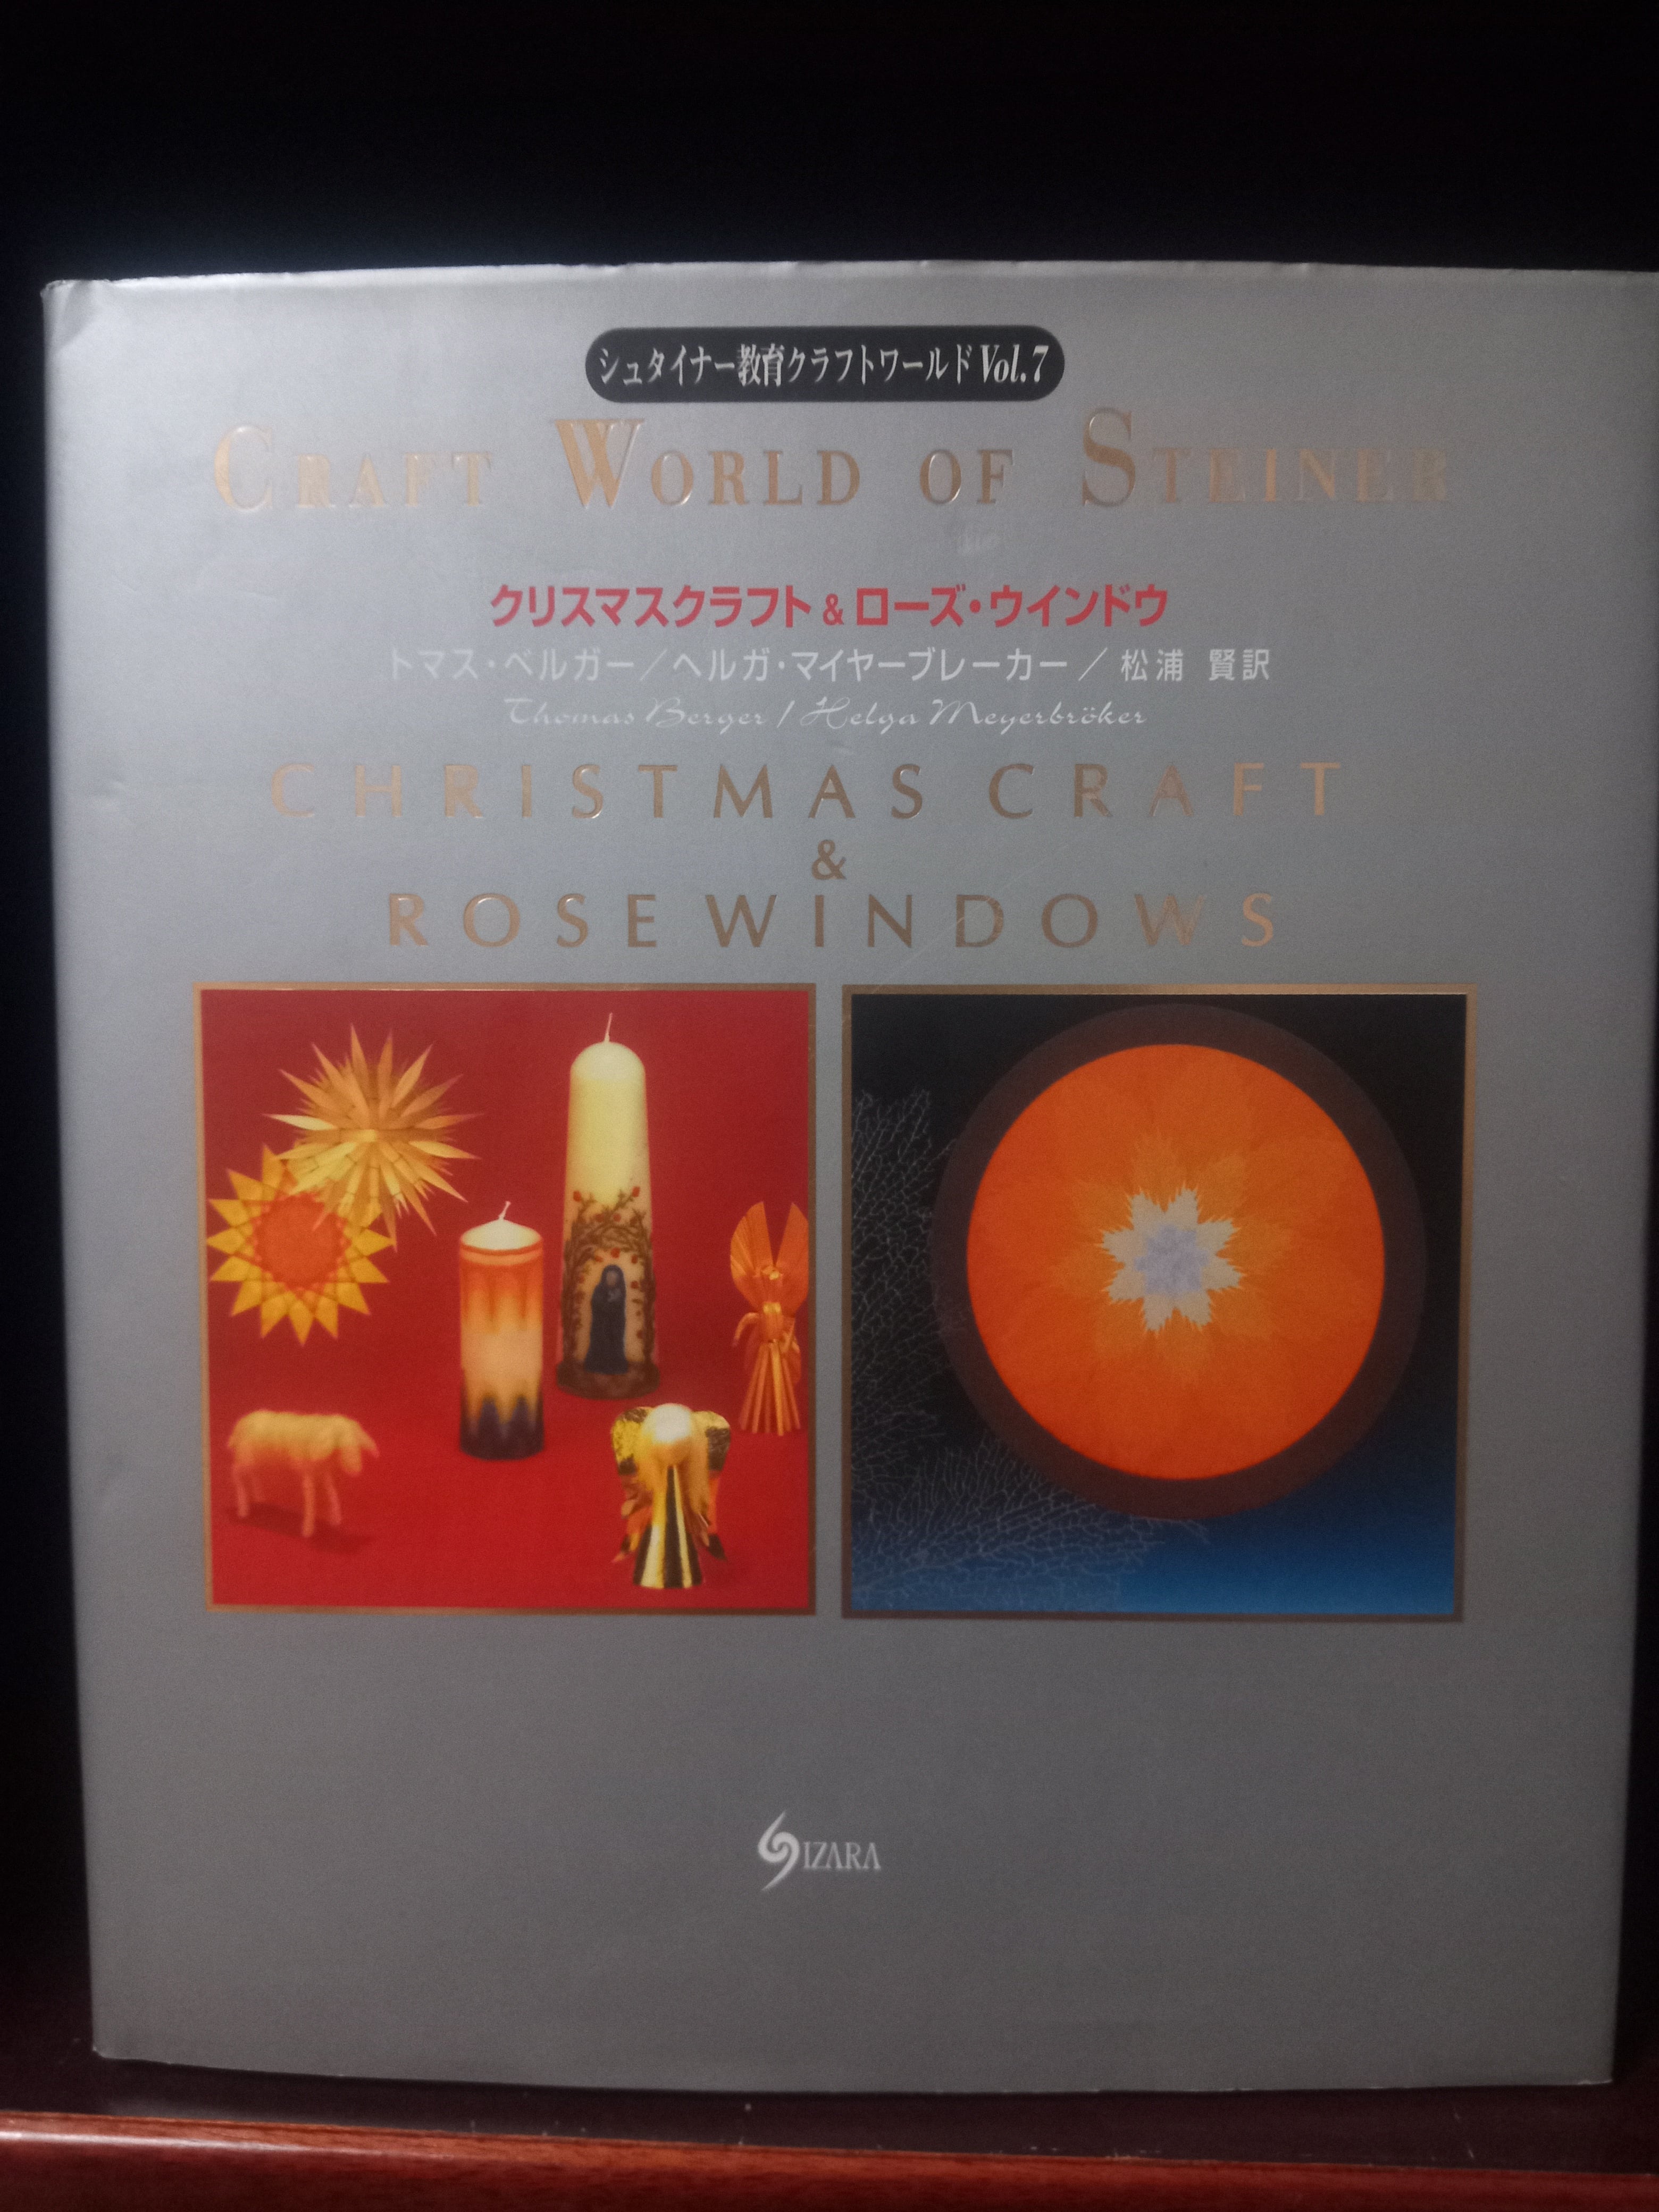 シュタイナー教育クラフトワールド Vol.7
CRAFT WORLD OF STEINER
クリスマスクラフト&ローズ・ウインドウ
トマス・ベルガー／ヘルガ・マイヤーブレーカー／松浦 賢訳
Thomas Berger / Helga Meyerbröker
CHRISTMAS CRAFT
&
ROSE WINDOWS
IZARA